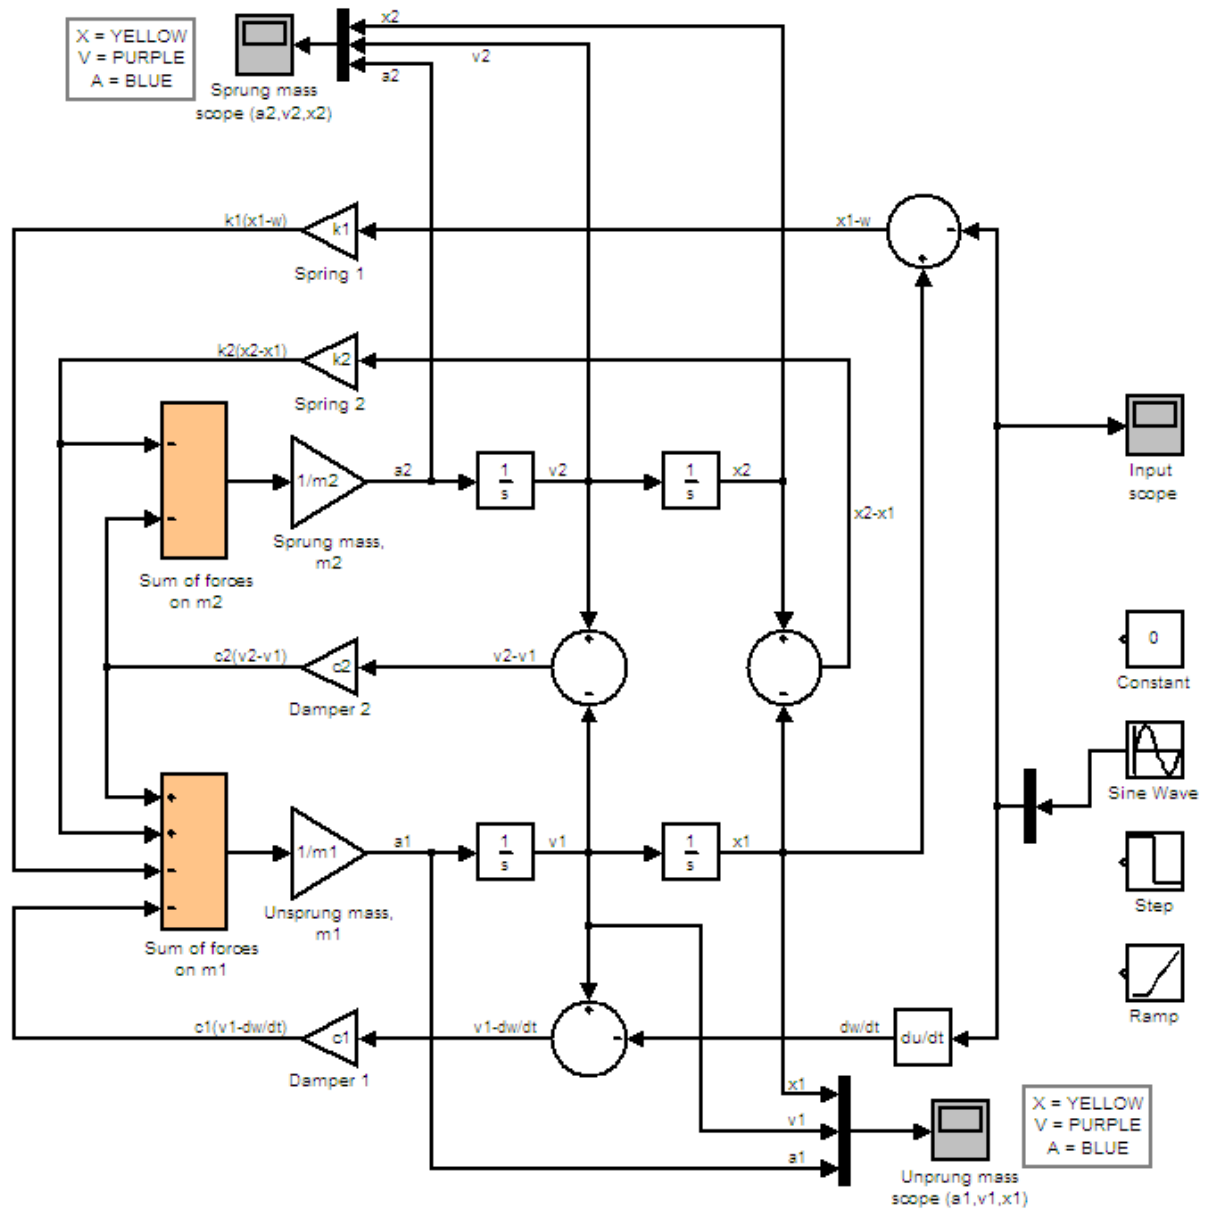 X = YELLOW
V = PURPLE
A = BLUE
Sprung mass
scope (a2,v2,x2)
x2
v2
a2
k1(x1-w)
k1
Spring 1
x1-w
-
+
k2(x2-x1)
k2
Spring 2
-
-
Sum of forces
on m2
1/m2
Sprung mass,
m2
a2
1
s
v2
1
s
x2
x2-x1
Input
scope
c2(v2-v1)
c2
Damper 2
v2-v1
+
-
+
-
0
Constant
Sine Wave
+
+
-
-
Sum of forces
on m1
1/m1
Unsprung mass,
m1
a1
1
s
v1
1
s
x1
Step
Ramp
c1(v1-dw/dt)
c1
Damper 1
v1-dw/dt
+
-
dw/dt
du/dt
x1
v1
a1
Unprung mass
scope (a1,v1,x1)
X = YELLOW
V = PURPLE
A = BLUE